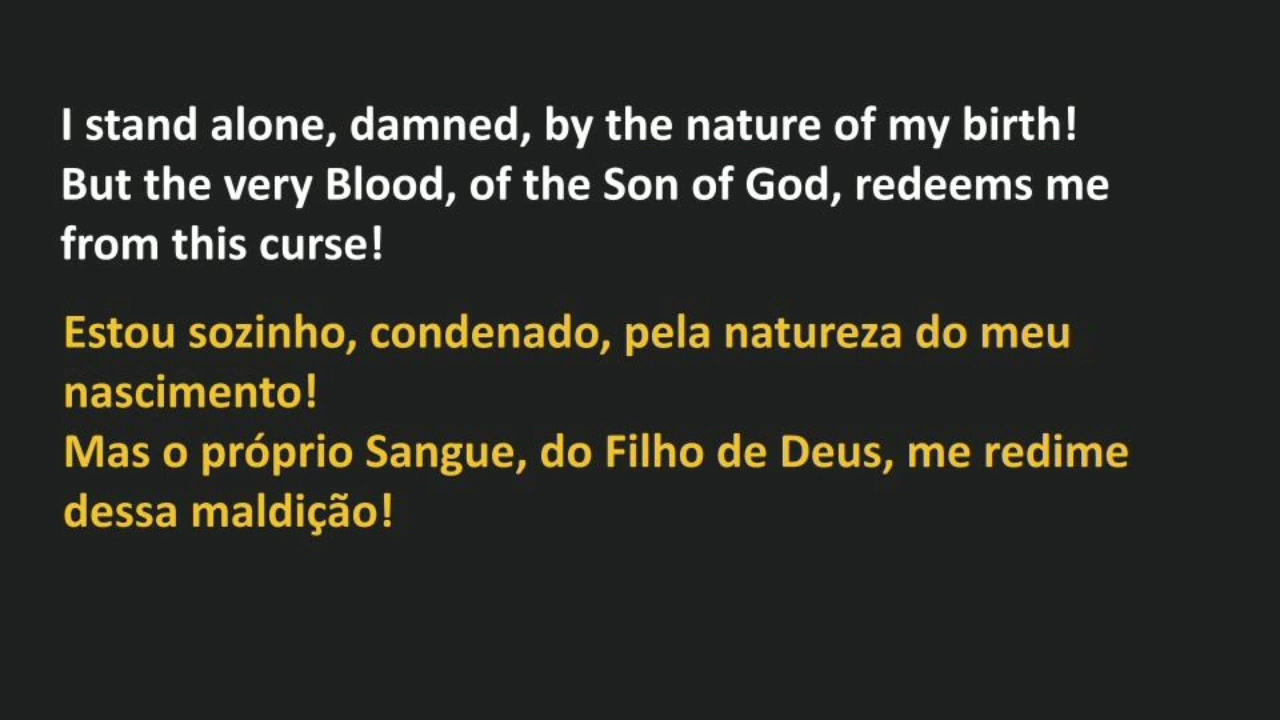 I stand alone, damned, by the nature of my birth!
But the very Blood, of the Son of God, redeems me
from this curse!
Estou sozinho, condenado, pela natureza do meu
nascimento!
Mas o próprio Sangue, do Filho de Deus, me redime
dessa maldição!